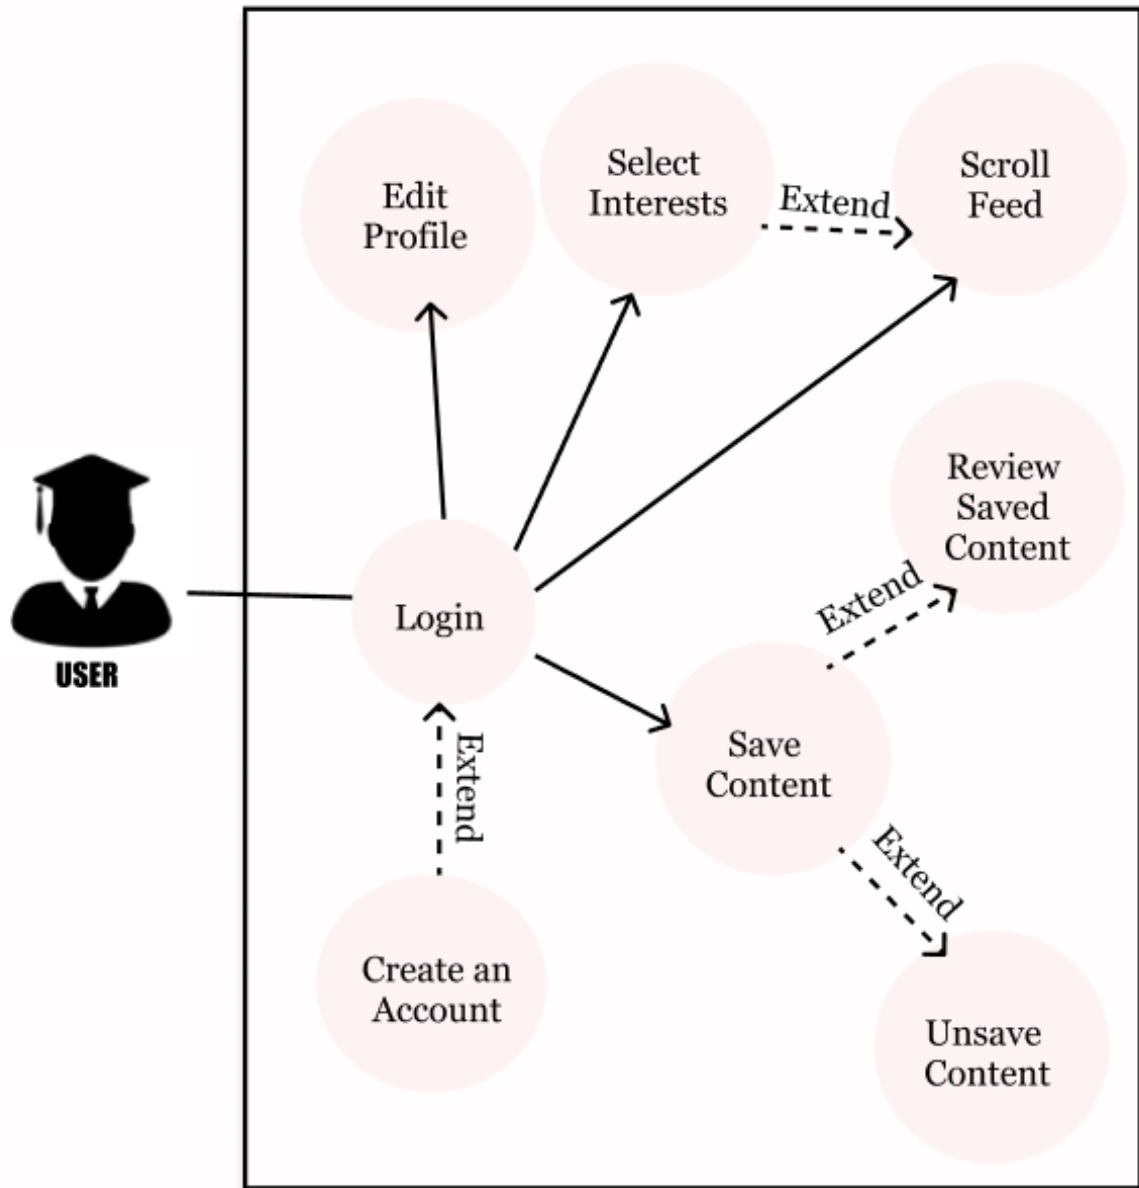 Select
Interests
Extend
Scroll
Feed
Edit
Profile
Review
Saved
Content
Extend
Login
USER
Extend
Save
Content
Extend
Create an
Account
Unsave
Content